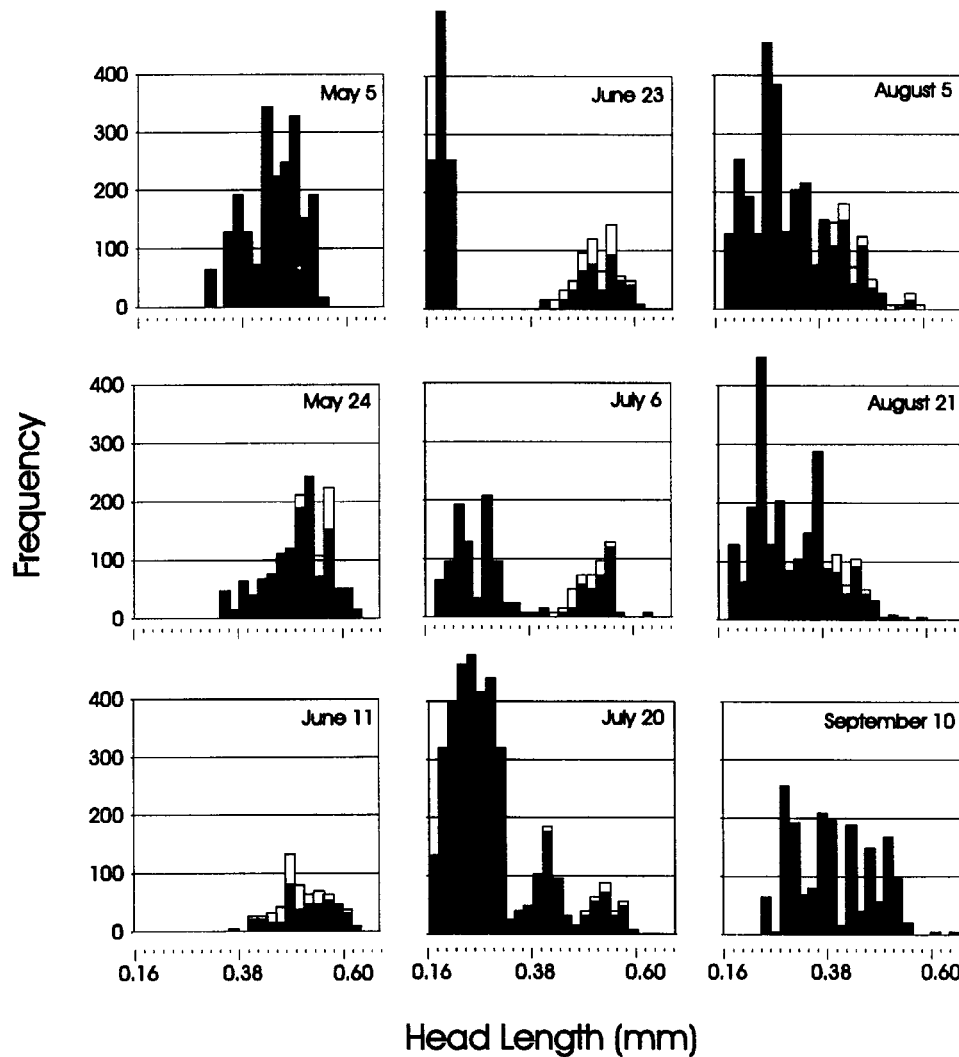 400
300
200
100
0
May 5
June 23
August 5
Frequency
400
300
200
100
0
May 24
July 6
August 21
400
300
200
100
0
June 11
July 20
September 10
0.16 0.38 0.60
0.16 0.38 0.60
0.16 0.38 0.60
Head Length (mm)